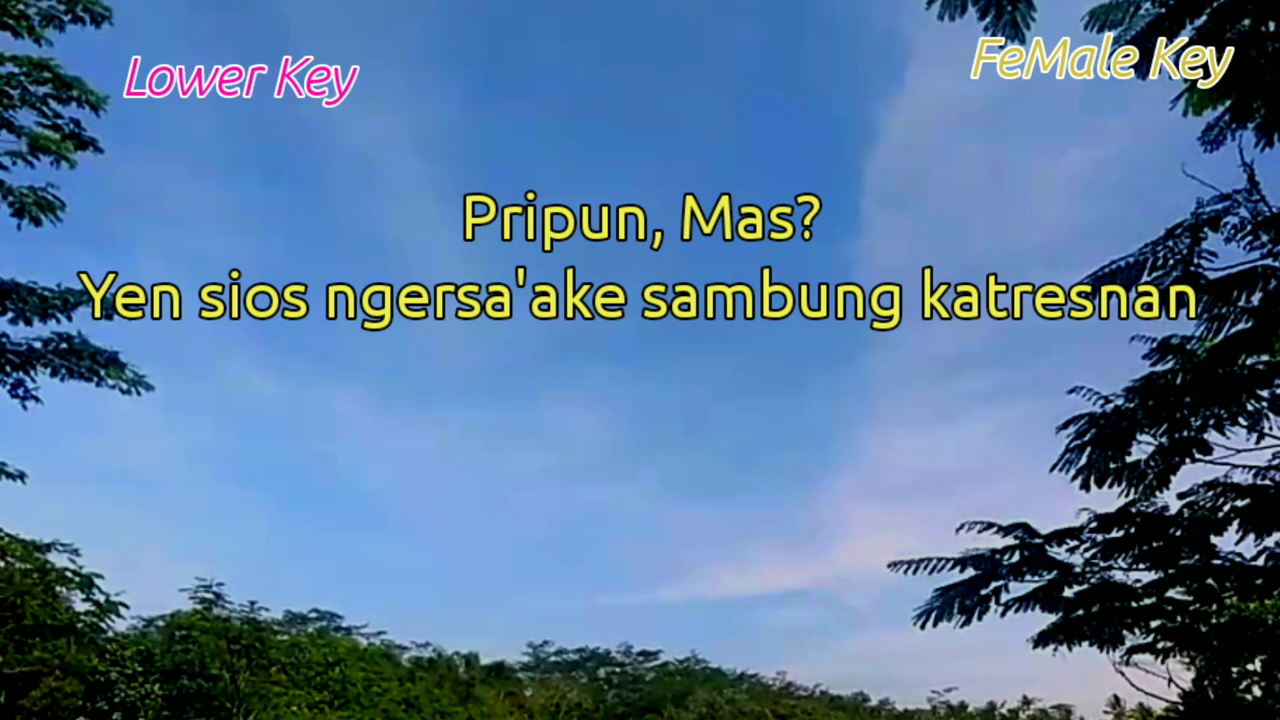 Lower Key
FeMale Key
Pripun, Mas?
Yen sios ngersa'ake sambung katresnan